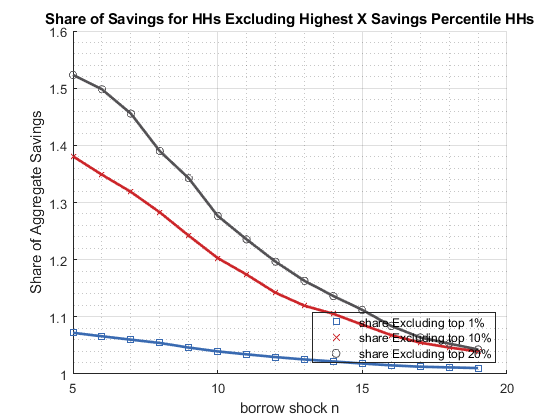 Share of Savings for HHs Excluding Highest X Savings Percentile HHs
1.6
1.5
1.4
1.3
1.2
1.1
1
Share of Aggregate Savings
share Excluding top 1%
share Excluding top 10%
share Excluding top 20%
5 10 15 20
borrow shock n